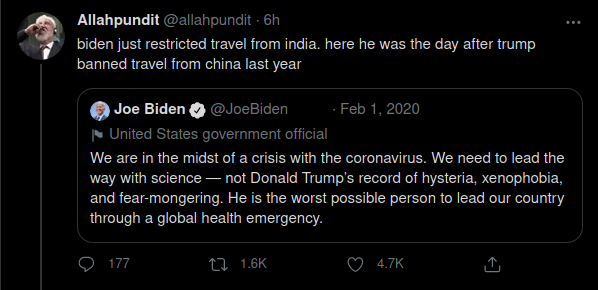 Allahpundit @allahpundit · 6h
biden just restricted travel from india. here he was the day after trump
banned travel from china last year
Joe Biden @JoeBiden · Feb 1, 2020
United States government official
We are in the midst of a crisis with the coronavirus. We need to lead the
way with science — not Donald Trump's record of hysteria, xenophobia,
and fear-mongering. He is the worst possible person to lead our country
through a global health emergency.
177 1.6K 4.7K